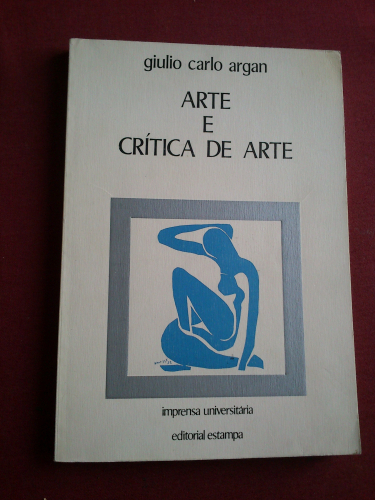 giulio carlo argan
ARTE
E
CRÍTICA DE ARTE
imprensa universitária
editorial estampa